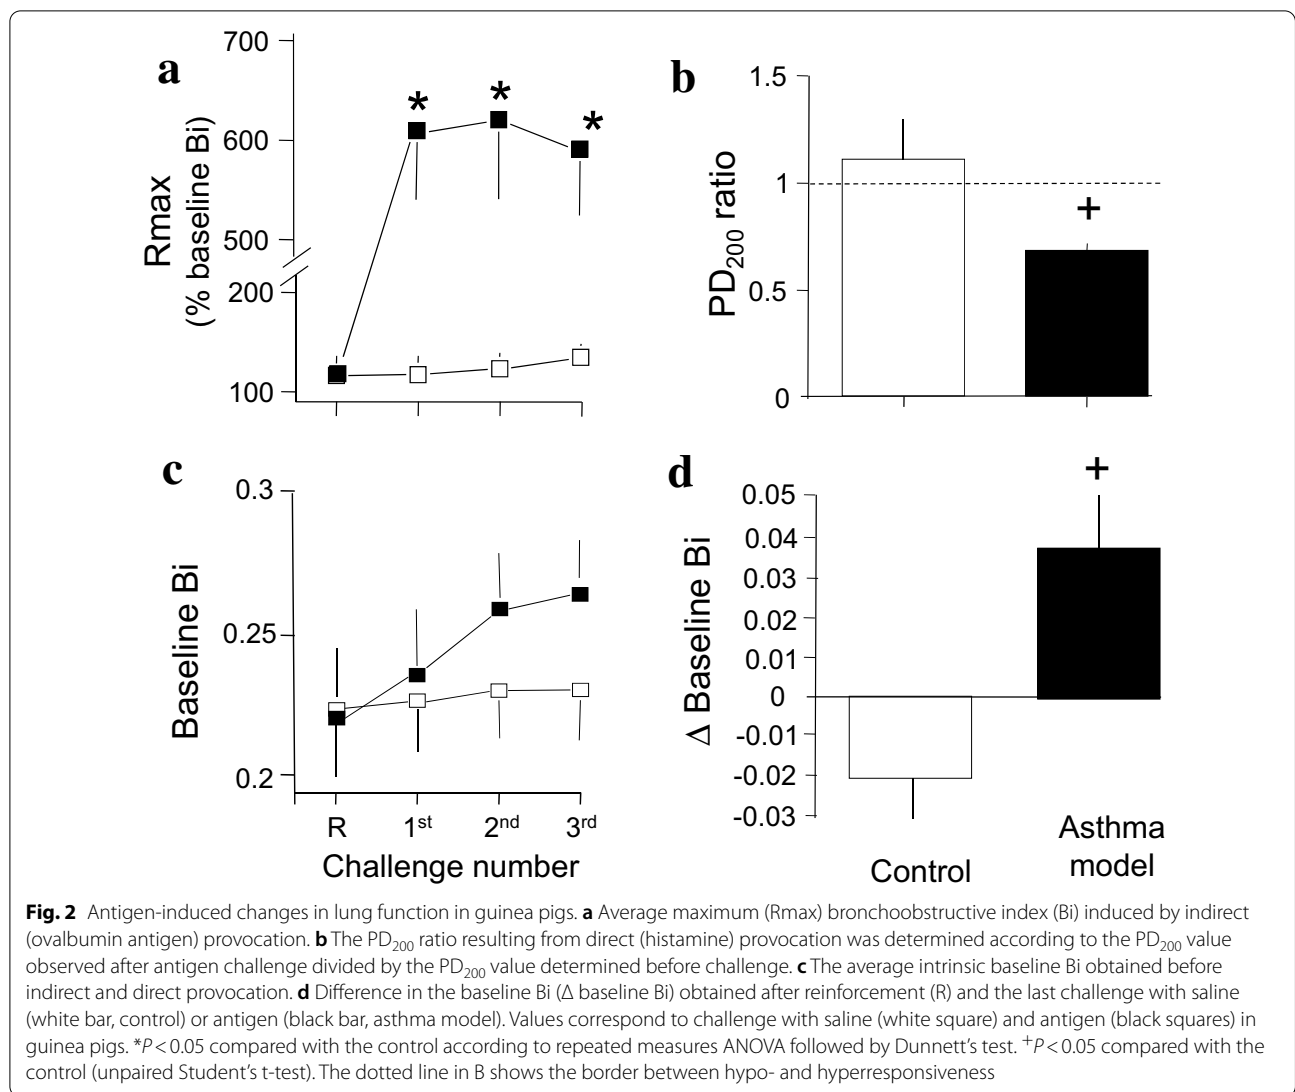 a
700
600
500
200
100
Rmax
(% baseline Bi)
*
*
*
b
1.5
1
0.5
0
PD200 ratio
+
c
0.3
0.25
0.2
Baseline Bi
R 1st 2nd 3rd
Challenge number
d
0.05
0.04
0.03
0.02
0.01
0
-0.01
-0.02
-0.03
Δ Baseline Bi
+
Control
Asthma
model
Fig. 2 Antigen-induced changes in lung function in guinea pigs. a Average maximum (Rmax) bronchoobstructive index (Bi) induced by indirect
(ovalbumin antigen) provocation. b The PD200 ratio resulting from direct (histamine) provocation was determined according to the PD200 value
observed after antigen challenge divided by the PD200 value determined before challenge. c The average intrinsic baseline Bi obtained before
indirect and direct provocation. d Difference in the baseline Bi (Δ baseline Bi) obtained after reinforcement (R) and the last challenge with saline
(white bar, control) or antigen (black bar, asthma model). Values correspond to challenge with saline (white square) and antigen (black squares) in
guinea pigs. *P < 0.05 compared with the control according to repeated measures ANOVA followed by Dunnett's test. +P < 0.05 compared with the
control (unpaired Student's t-test). The dotted line in B shows the border between hypo- and hyperresponsiveness